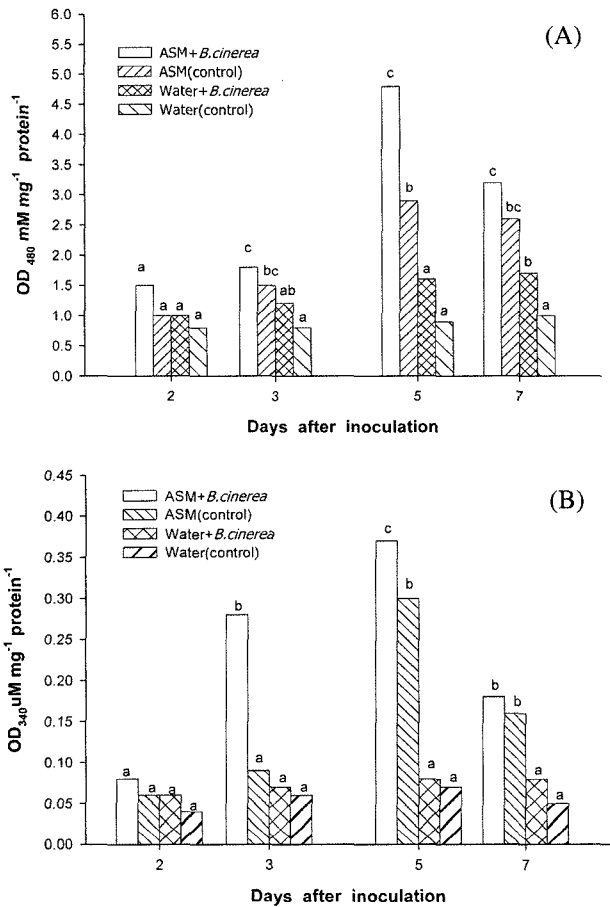 (A)
ASM+B.cinerea
ASM(control)
Water+B.cinerea
Water(control)
OD 480 mM mg-1 protein-1
6.0
5.5
5.0
4.5
4.0
3.5
3.0
2.5
2.0
1.5
1.0
0.5
0.0
a a a a
c bc ab a
c b a a
c bc b a
2 3 5 7
Days after inoculation
(B)
ASM+B.cinerea
ASM(control)
Water+B.cinerea
Water(control)
OD340uM mg-1 protein-1
0.45
0.40
0.35
0.30
0.25
0.20
0.15
0.10
0.05
0.00
a a a a
b a a a
c b a a
b b a a
2 3 5 7
Days after inoculation